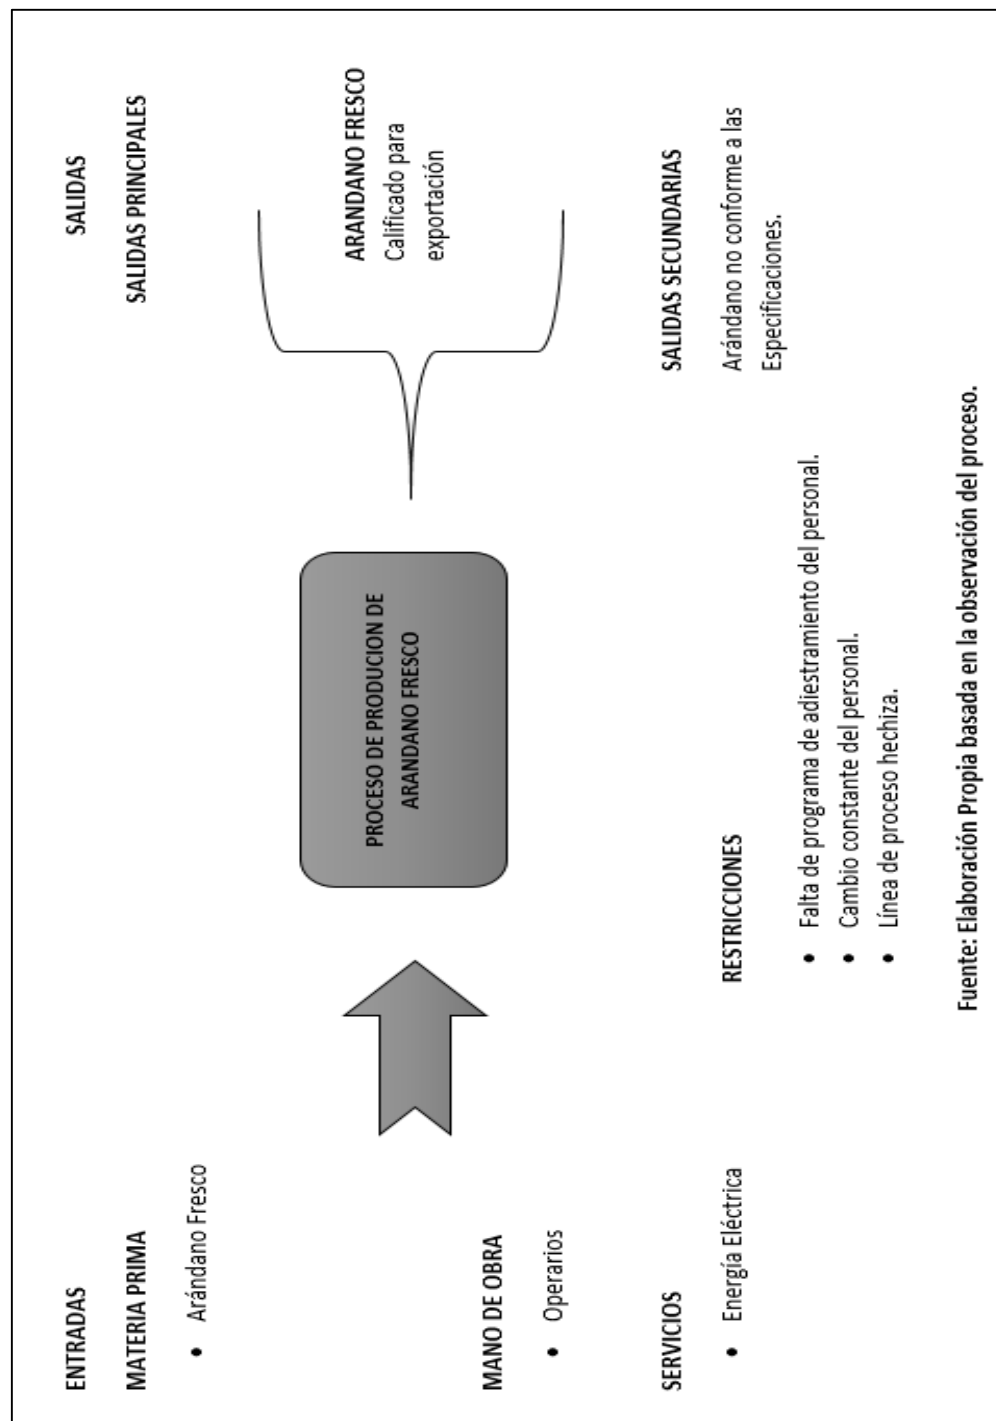 ENTRADAS
MATERIA PRIMA
• Arándano Fresco
MANO DE OBRA
• Operarios
SERVICIOS
• Energía Eléctrica
PROCESO DE PRODUCION DE
ARANDANO FRESCO
RESTRICCIONES
• Falta de programa de adiestramiento del personal.
• Cambio constante del personal.
• Línea de proceso hechiza.
SALIDAS
SALIDAS PRINCIPALES
ARANDANO FRESCO
Calificado para
exportación
SALIDAS SECUNDARIAS
Arándano no conforme a las
Especificaciones.
Fuente: Elaboración Propia basada en la observación del proceso.